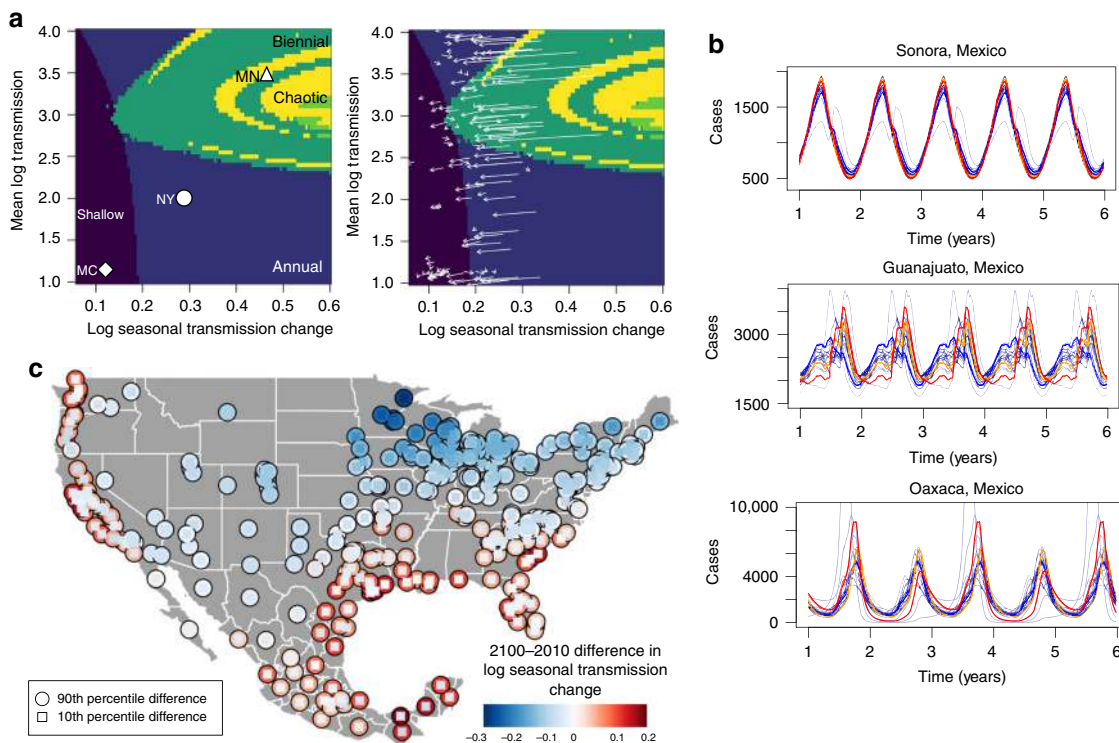 a
4.0
3.5
3.0
2.5
2.0
1.5
1.0
Mean log transmission
Biennial
MN
Chaotic
NY
Shallow
MC
Annual
0.1 0.2 0.3 0.4 0.5 0.6
Log seasonal transmission change
4.0
3.5
3.0
2.5
2.0
1.5
1.0
Mean log transmission
0.1 0.2 0.3 0.4 0.5 0.6
Log seasonal transmission change
b
Sonora, Mexico
Cases
1500
500
1 2 3 4 5 6
Time (years)
Guanajuato, Mexico
Cases
3000
1500
1 2 3 4 5 6
Time (years)
Oaxaca, Mexico
Cases
10,000
4000
0
1 2 3 4 5 6
Time (years)
c
90th percentile difference
10th percentile difference
2100–2010 difference in
log seasonal transmission
change
−0.3 −0.2 −0.1 0 0.1 0.2